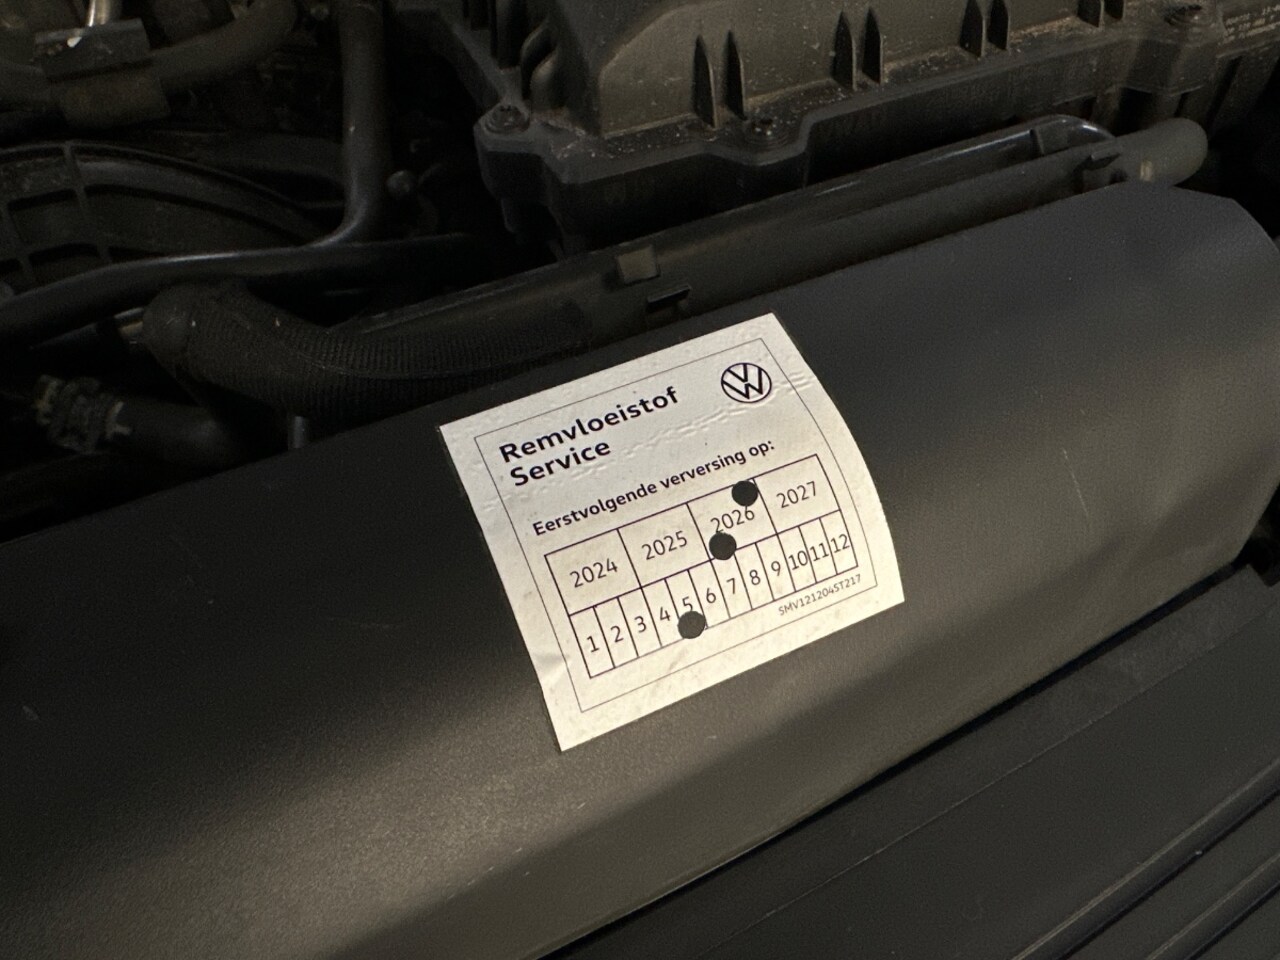 Remvloeistof
Service
Eerstvolgende verversing op:
2024 2025 2026 2027
1 2 3 4 5 6 7 8 9 10 11 12
SMV121204ST217